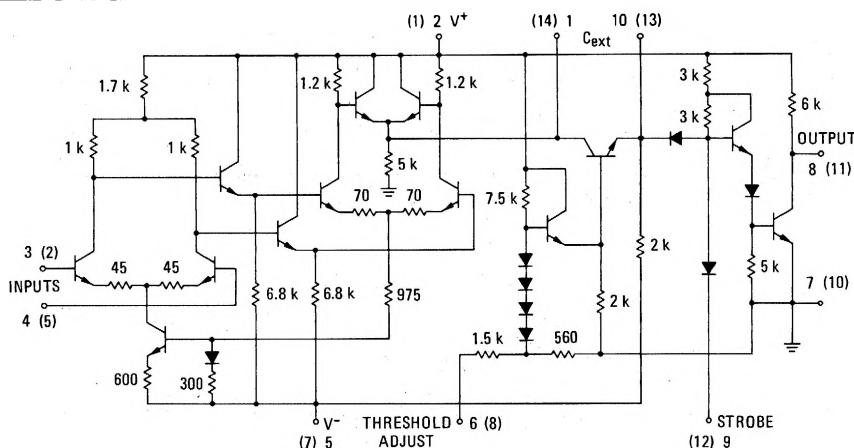 (1) 2 V+
(14) 1
10 (13)
Cext
1.7 k
1.2 k
1.2 k
3 k
3 k
6 k
1 k
1 k
5 k
OUTPUT
8 (11)
70
70
7.5 k
3 (2)
INPUTS
4 (5)
45
45
6.8 k
6.8 k
975
2 k
2 k
5 k
7 (10)
1.5 k
560
600
300
V−
(7) 5
THRESHOLD
ADJUST
6 (8)
STROBE
(12) 9